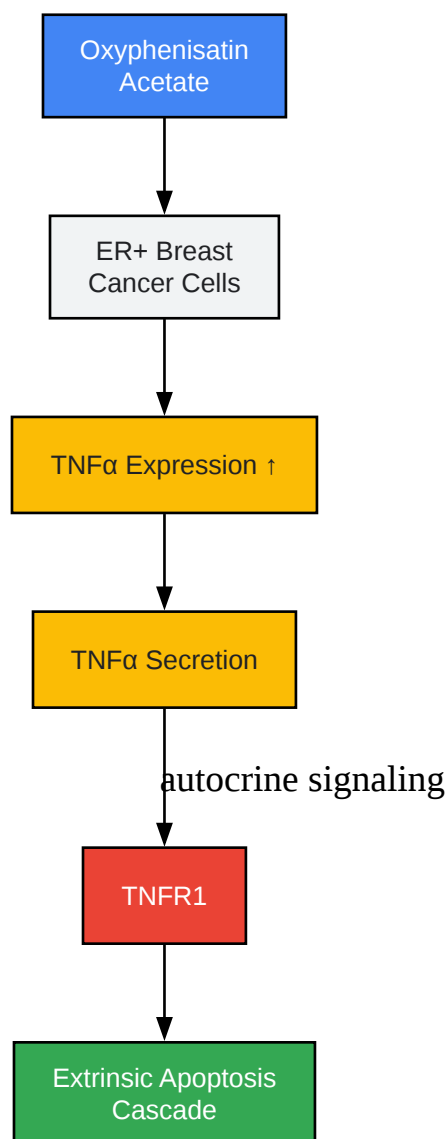 Oxyphenisatin
Acetate
ER+ Breast
Cancer Cells
TNFα Expression ↑
TNFα Secretion
autocrine signaling
TNFR1
Extrinsic Apoptosis
Cascade